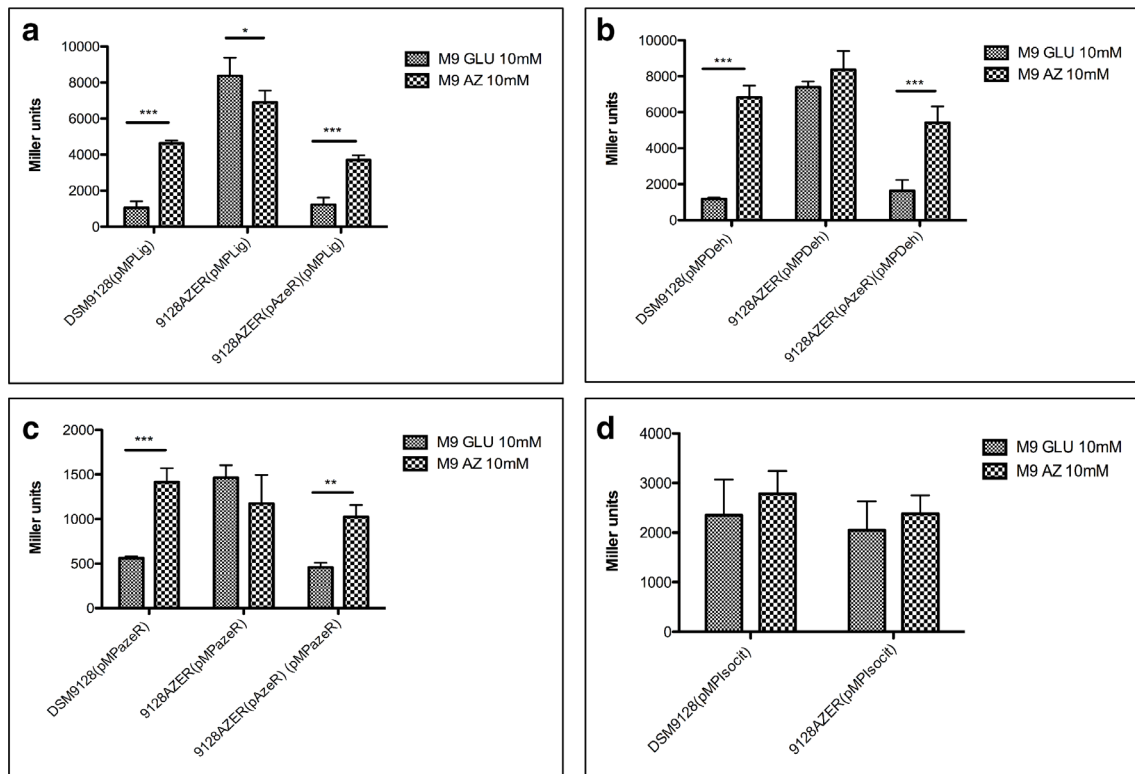 a
Miller units
10000
8000
6000
4000
2000
0
***
*
***
M9 GLU 10mM
M9 AZ 10mM
DSM9128(pMPLig)
9128AZER(pMPLig)
9128AZER(pAzeR)(pMPLig)
b
Miller units
10000
8000
6000
4000
2000
0
***
***
M9 GLU 10mM
M9 AZ 10mM
DSM9128(pMPDeh)
9128AZER(pMPDeh)
9128AZER(pAzeR)(pMPDeh)
c
Miller units
2000
1500
1000
500
0
***
**
M9 GLU 10mM
M9 AZ 10mM
DSM9128(pMPazeR)
9128AZER(pMPazeR)
9128AZER(pAzeR) (pMPazeR)
d
Miller units
4000
3000
2000
1000
0
M9 GLU 10mM
M9 AZ 10mM
DSM9128(pMPIsocit)
9128AZER(pMPIsocit)